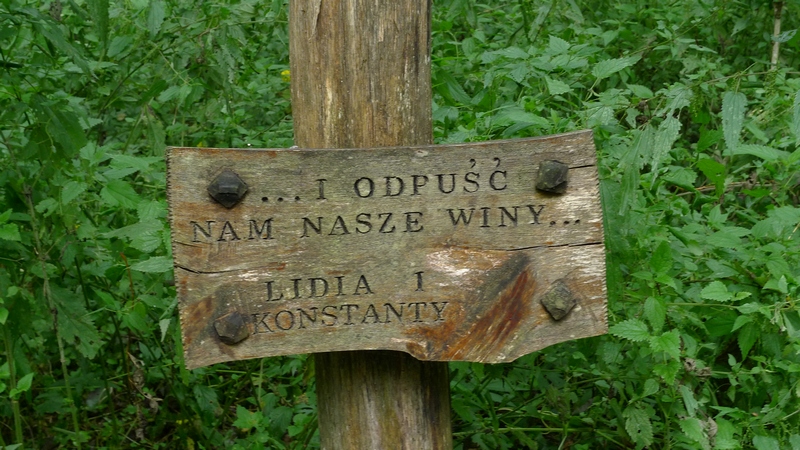 ...I ODPUŚĆ
NAM NASZE WINY...
LIDIA I
KONSTANTY